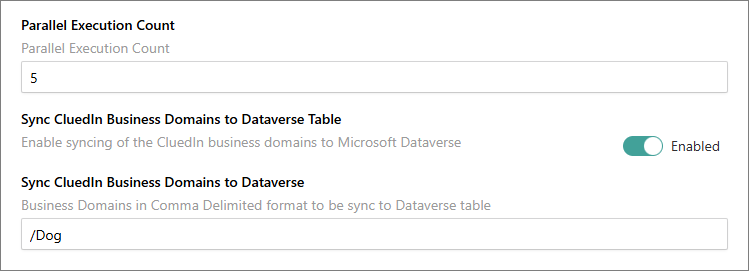 Parallel Execution Count
Parallel Execution Count
5
Sync CluedIn Business Domains to Dataverse Table
Enable syncing of the CluedIn business domains to Microsoft Dataverse
Enabled
Sync CluedIn Business Domains to Dataverse
Business Domains in Comma Delimited format to be sync to Dataverse table
/Dog